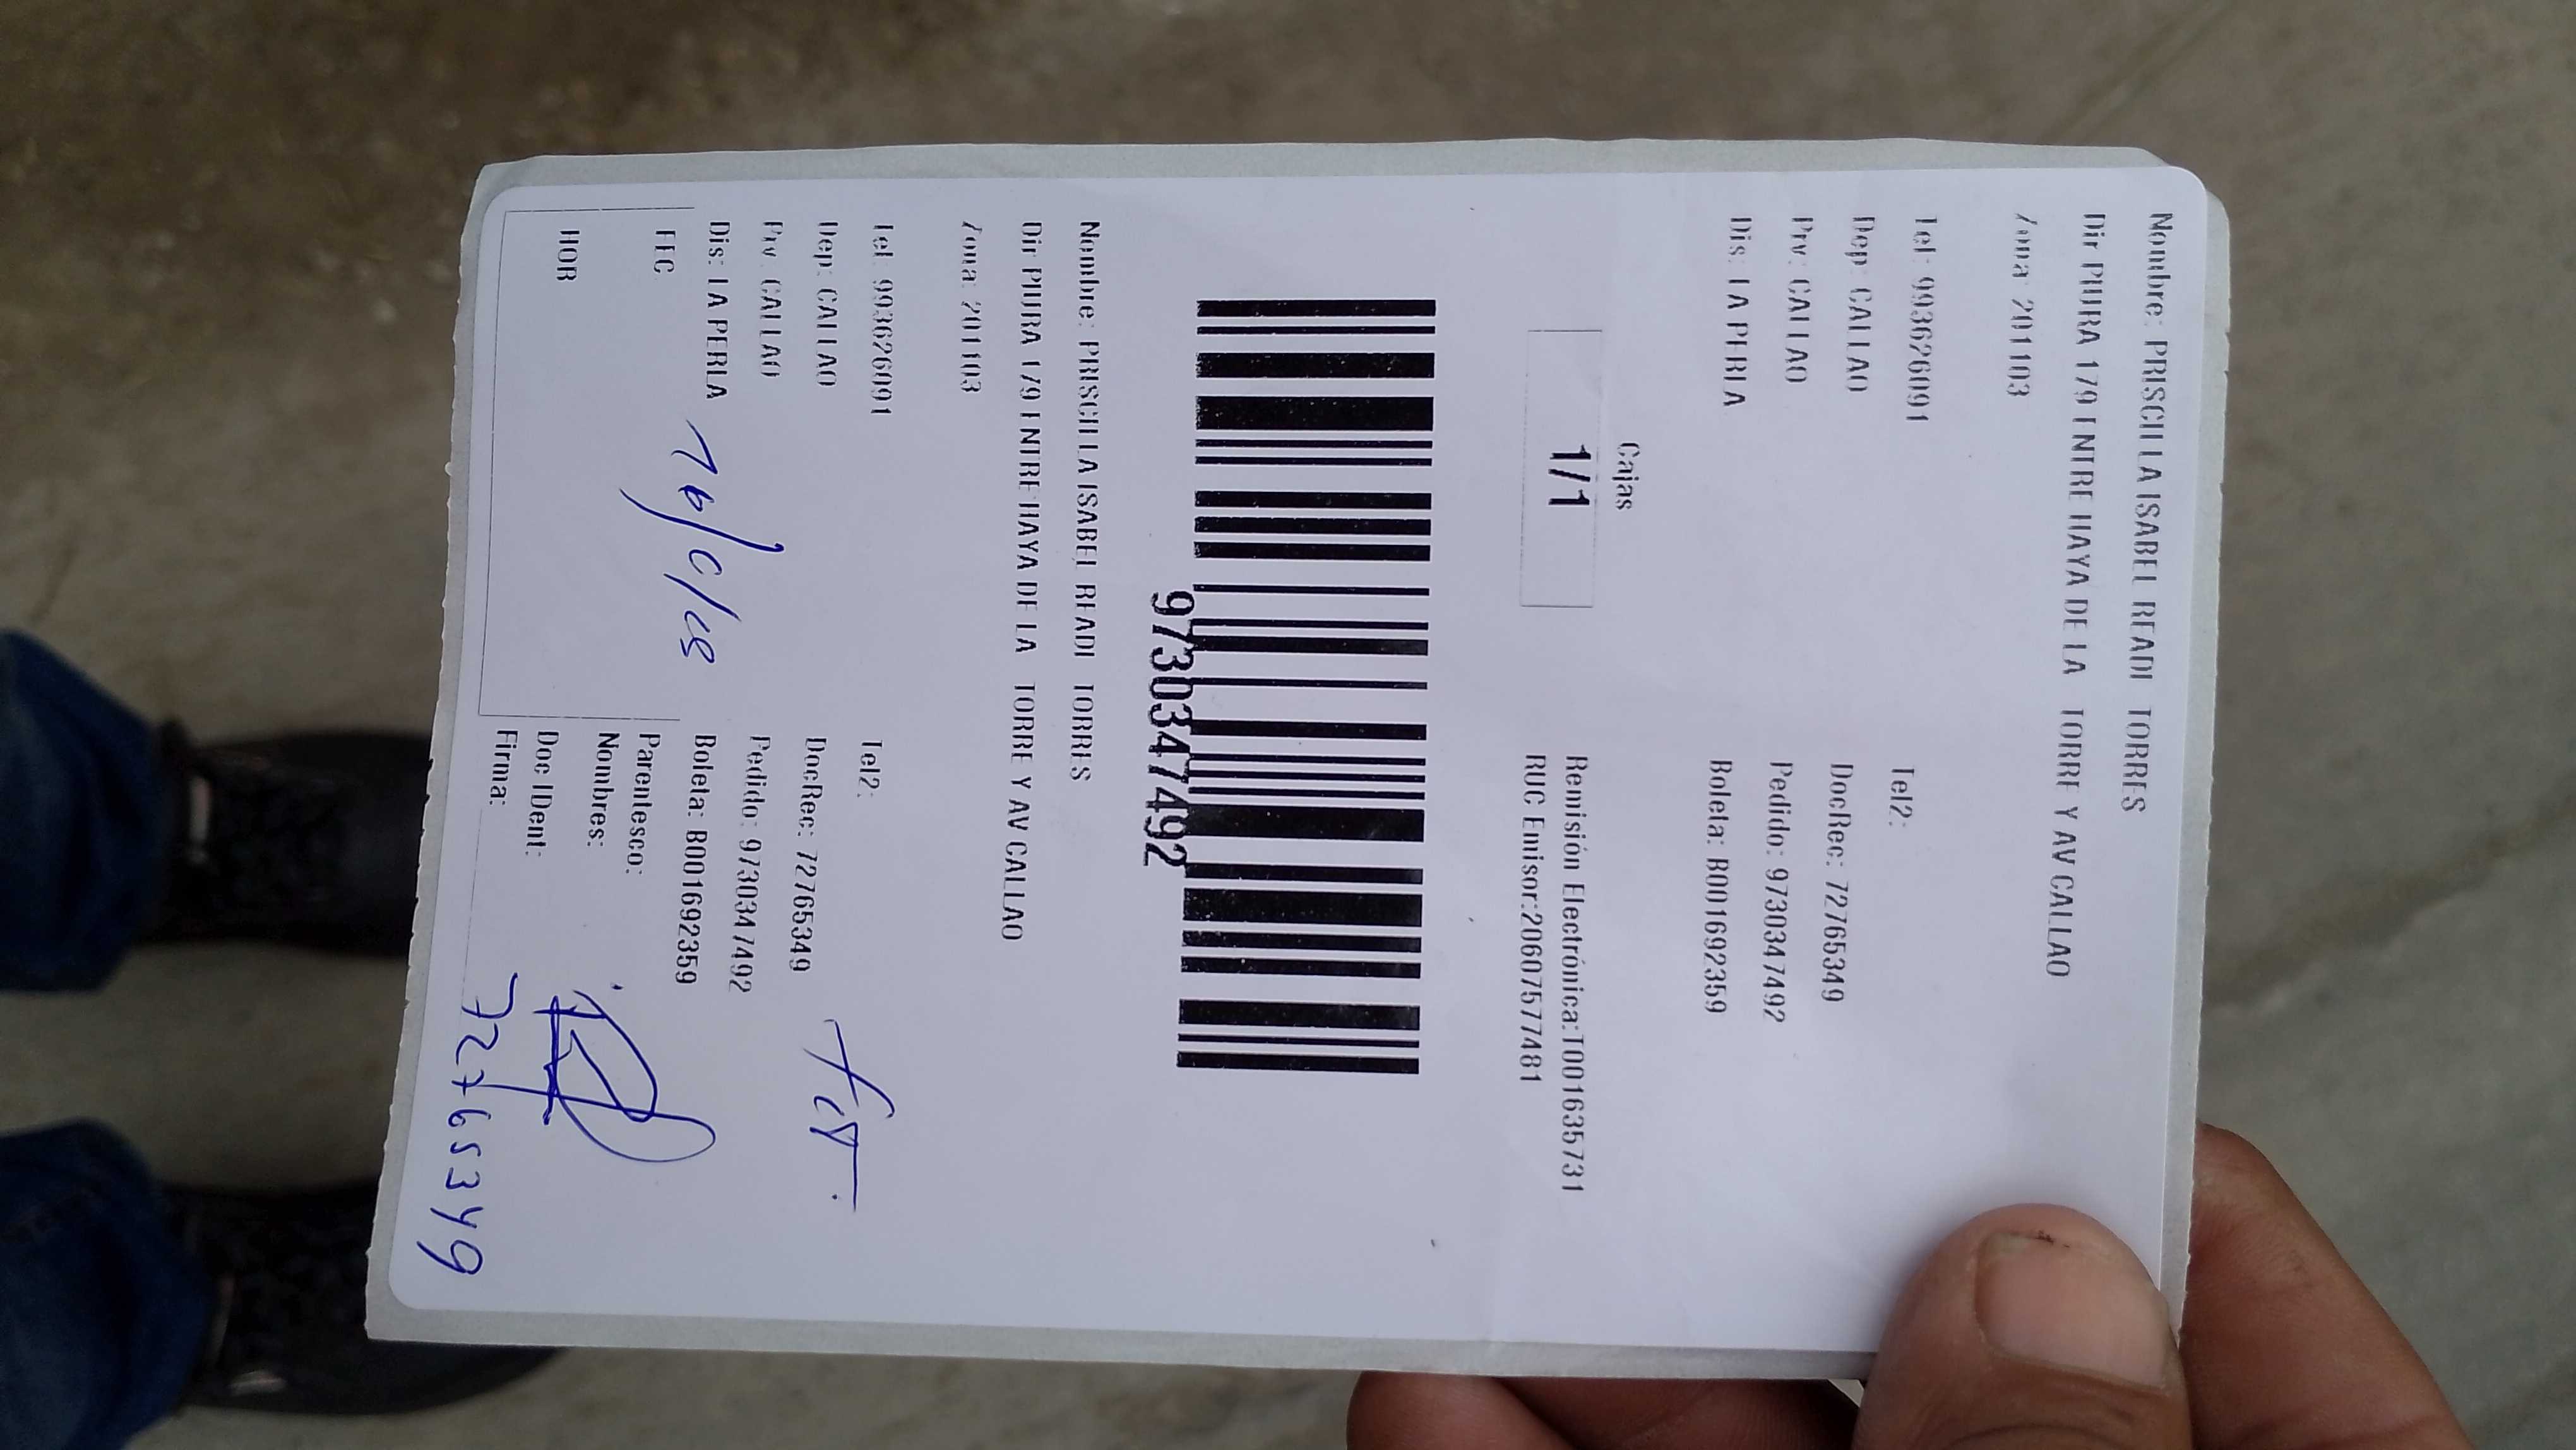 Nombre: PRISCILLA ISABEL READI TORRES
Dir PIURA 179 ENTRE HAYA DE LA TORRE Y AV CALLAO
Zona: 201103
Tel: 993626091 Tel2:
Dep: CALLAO DocRec: 72765349
Prv: CALLAO Pedido: 9730347492
Dis: LA PERLA Boleta: B001692359
Cajas
1/1
Remisión Electrónica:T001635731
RUC Emisor:20607577481
9730347492
Nombre: PRISCILLA ISABEL READI TORRES
Dir PIURA 179 ENTRE HAYA DE LA TORRE Y AV CALLAO
Zona: 201103
Tel: 993626091 Tel2:
Dep: CALLAO DocRec: 72765349
Prv: CALLAO Pedido: 9730347492
Dis: LA PERLA Boleta: B001692359
FEC
HOR
Parentesco:
Nombres:
Doc IDent:
Firma:
72765349